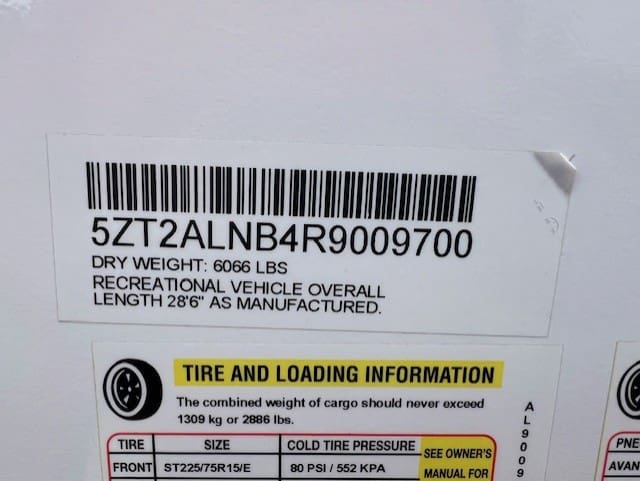 5ZT2ALNB4R9009700
DRY WEIGHT: 6066 LBS
RECREATIONAL VEHICLE OVERALL
LENGTH 28'6" AS MANUFACTURED.
TIRE AND LOADING INFORMATION
The combined weight of cargo should never exceed
1309 kg or 2886 lbs.
TIRE SIZE COLD TIRE PRESSURE SEE OWNER'S
FRONT ST225/75R15/E 80 PSI / 552 KPA MANUAL FOR
AL9009
PNE
AVAN